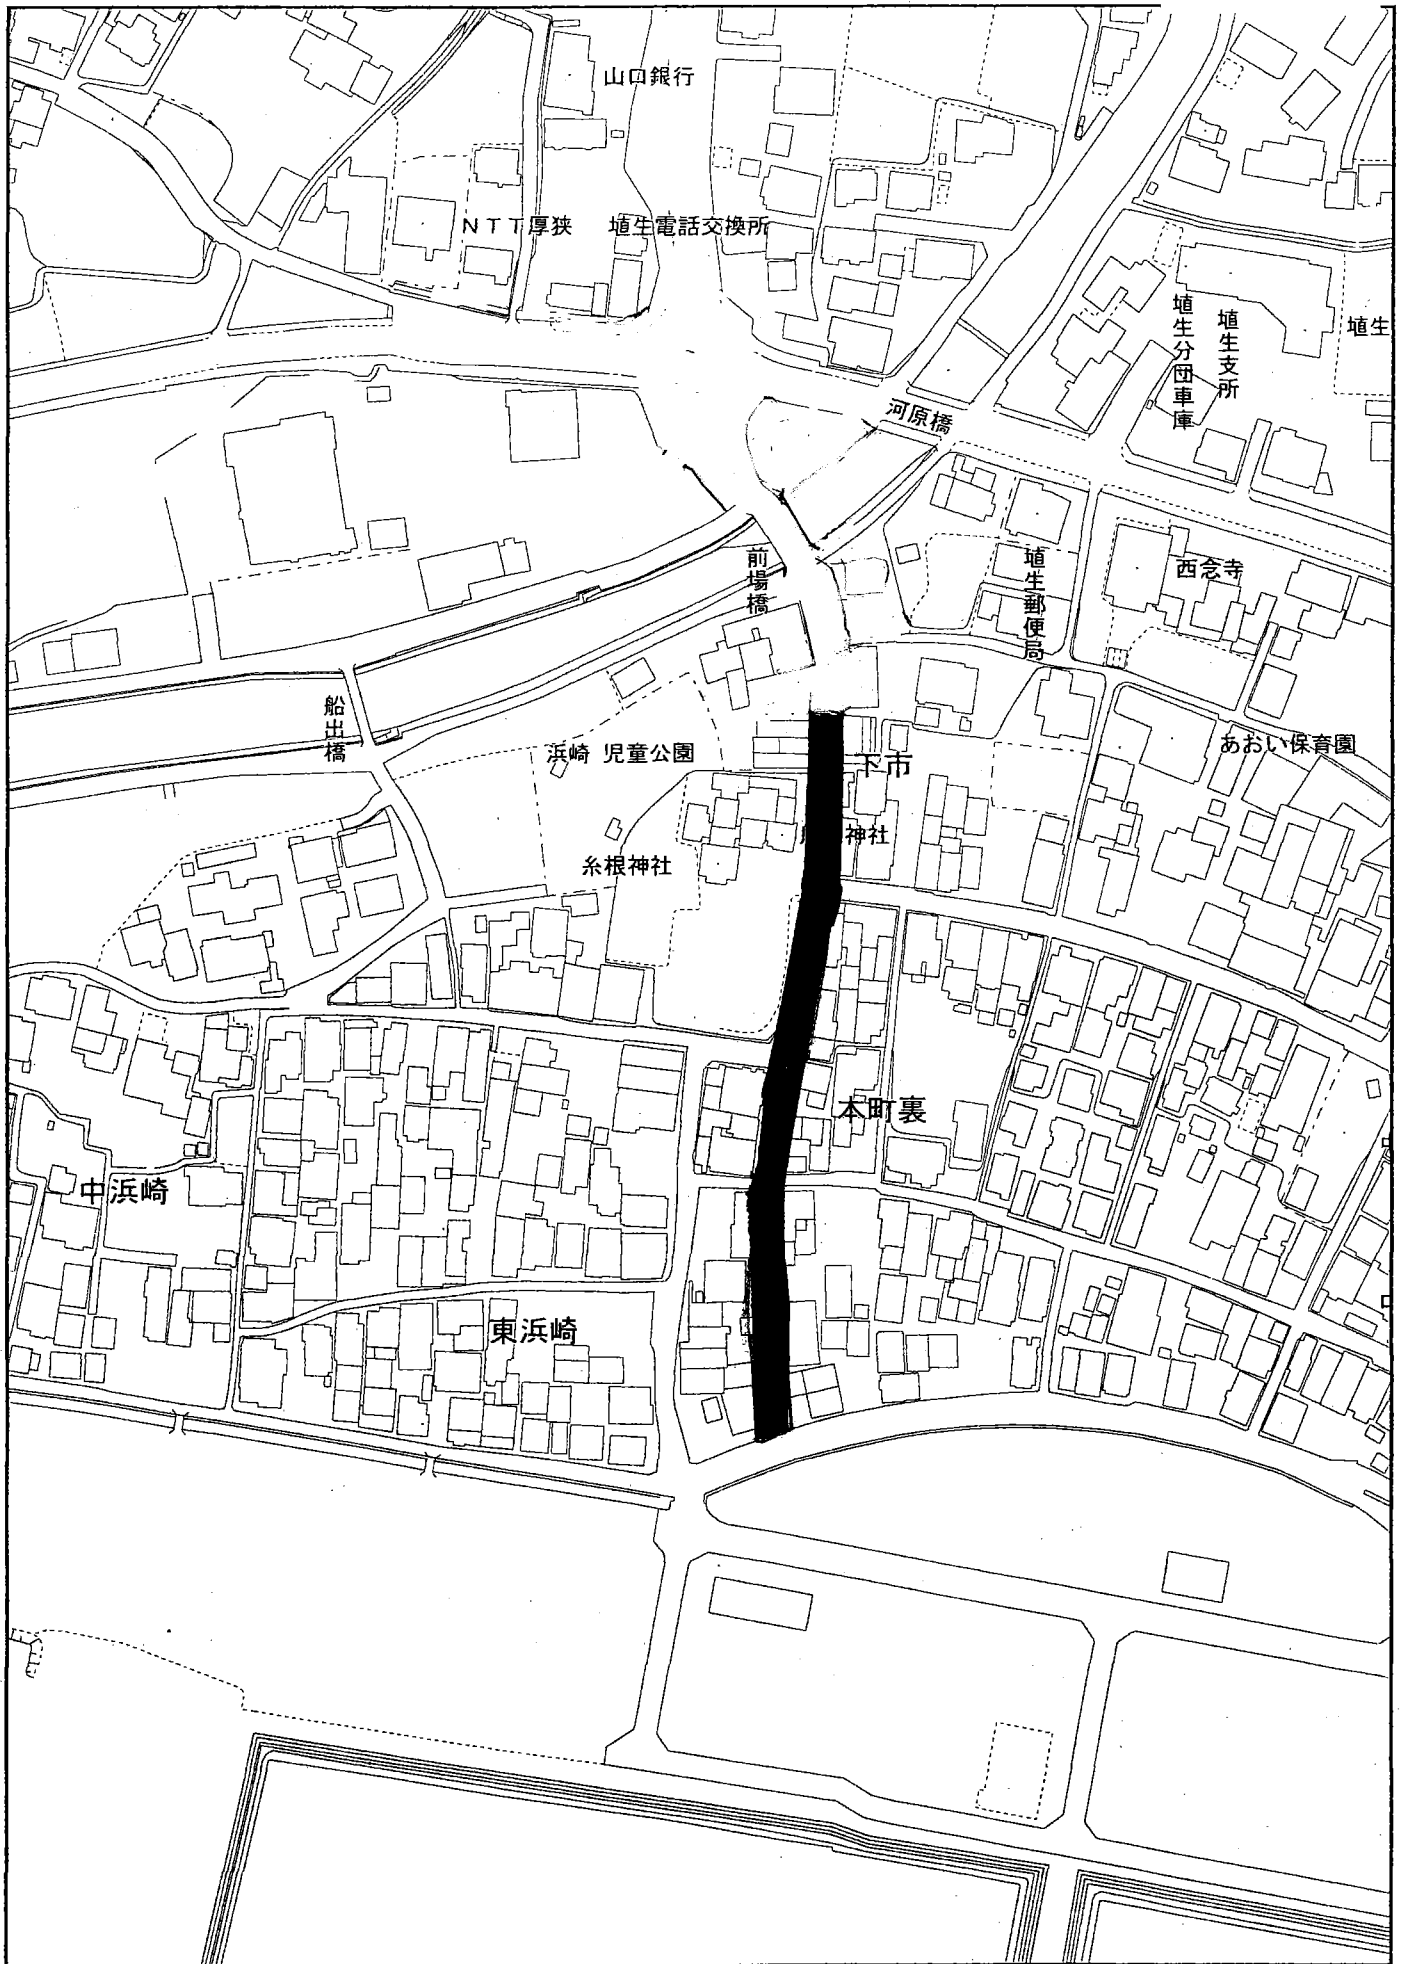 山口銀行
NTT厚狭 埴生電話交換所
埴生分団車庫
埴生支所
埴生
河原橋
前場橋
埴生郵便局
西念寺
船出橋
浜崎 児童公園
下市
あおい保育園
神社
糸根神社
本町裏
中浜崎
東浜崎